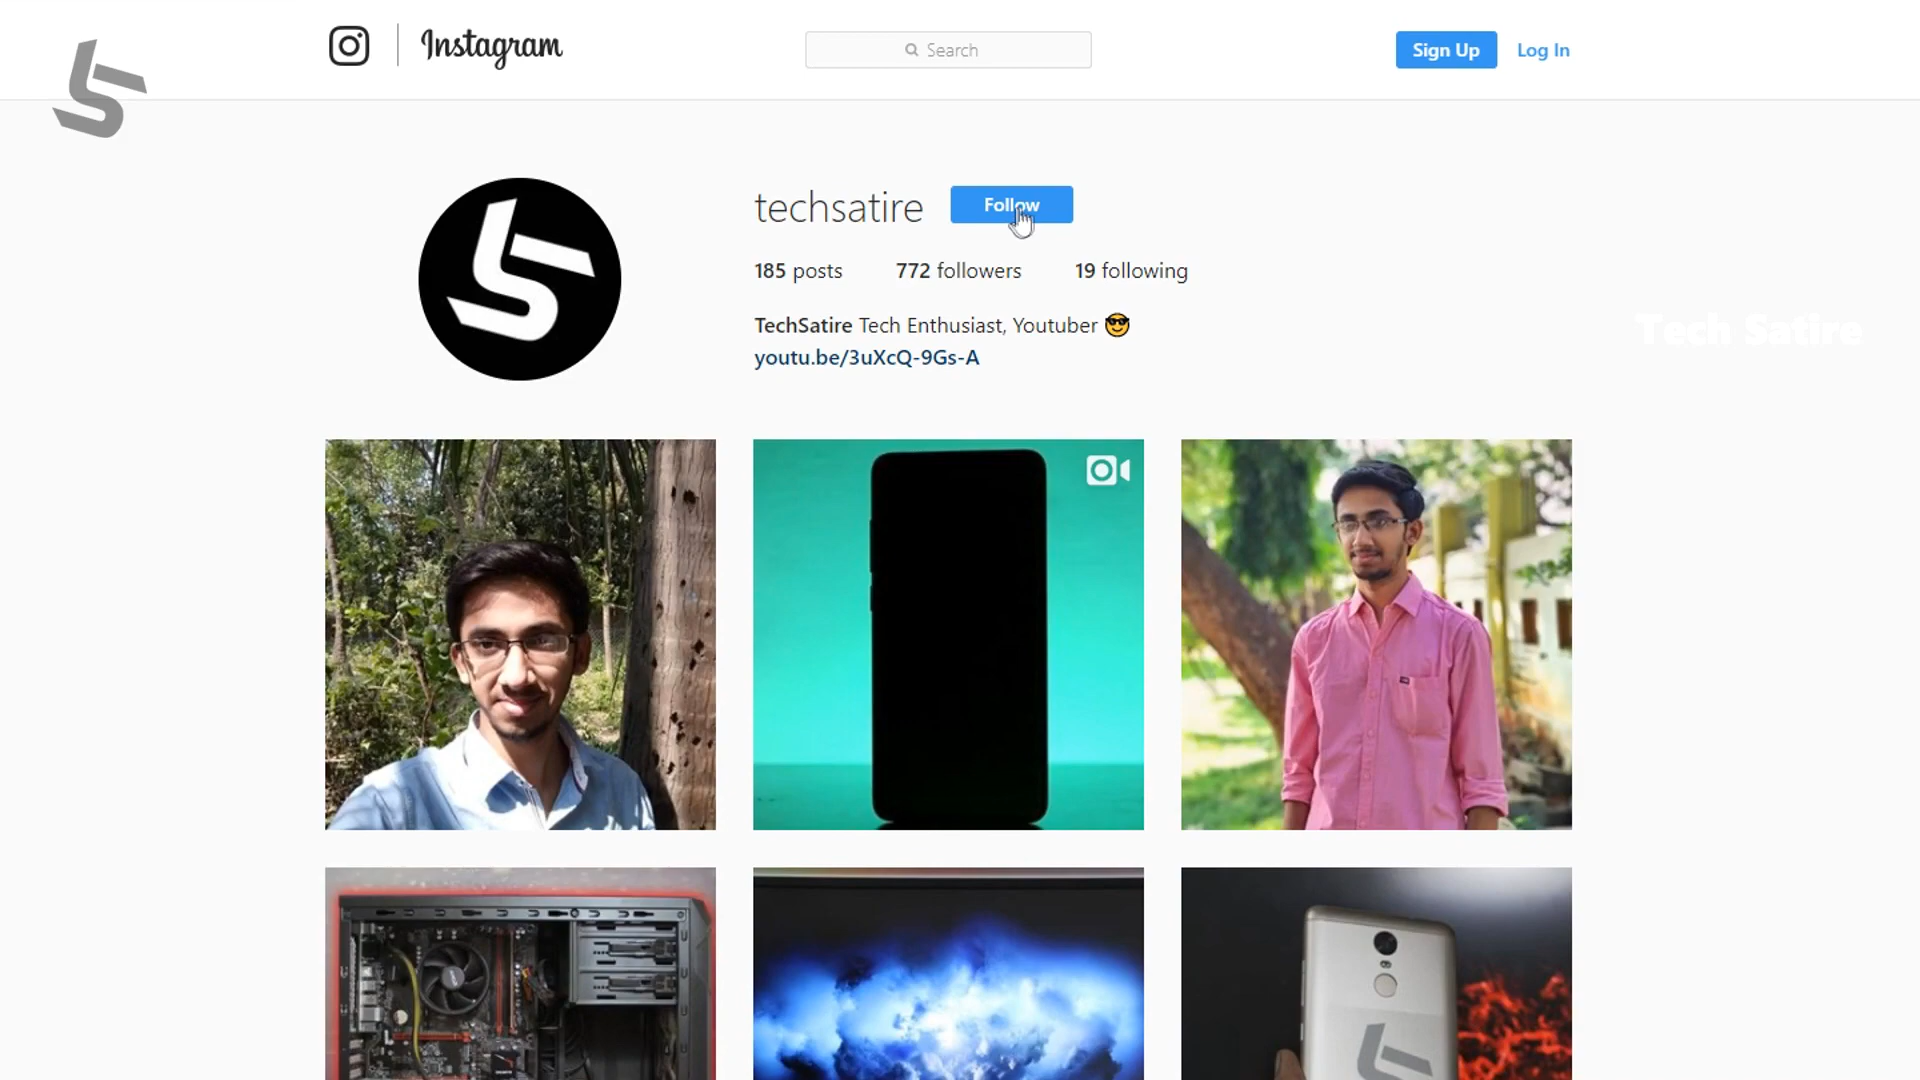 Instagram
Search
Sign Up
Log In
techsatire
Follow
185 posts
772 followers
19 following
TechSatire Tech Enthusiast, Youtuber 😎
youtu.be/3uXcQ-9Gs-A
Tech Satire